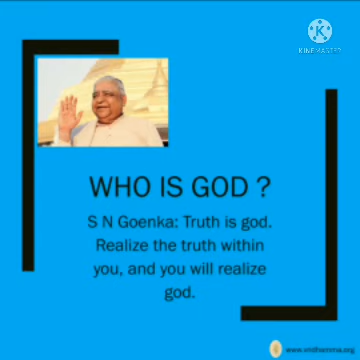 KINEMASTER
WHO IS GOD ?
S N Goenka: Truth is god.
Realize the truth within
you, and you will realize
god.
www.vridhamma.org